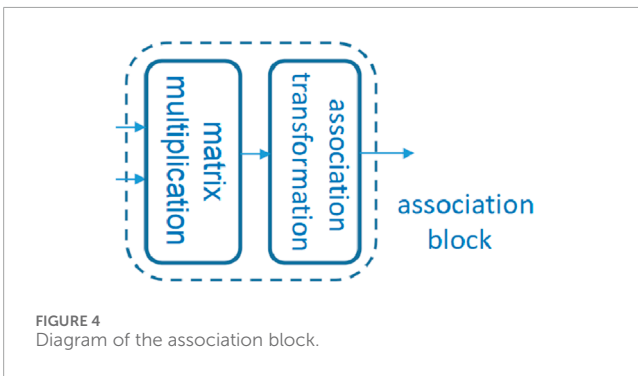 matrix
multiplication
association
transformation
association
block
FIGURE 4
Diagram of the association block.